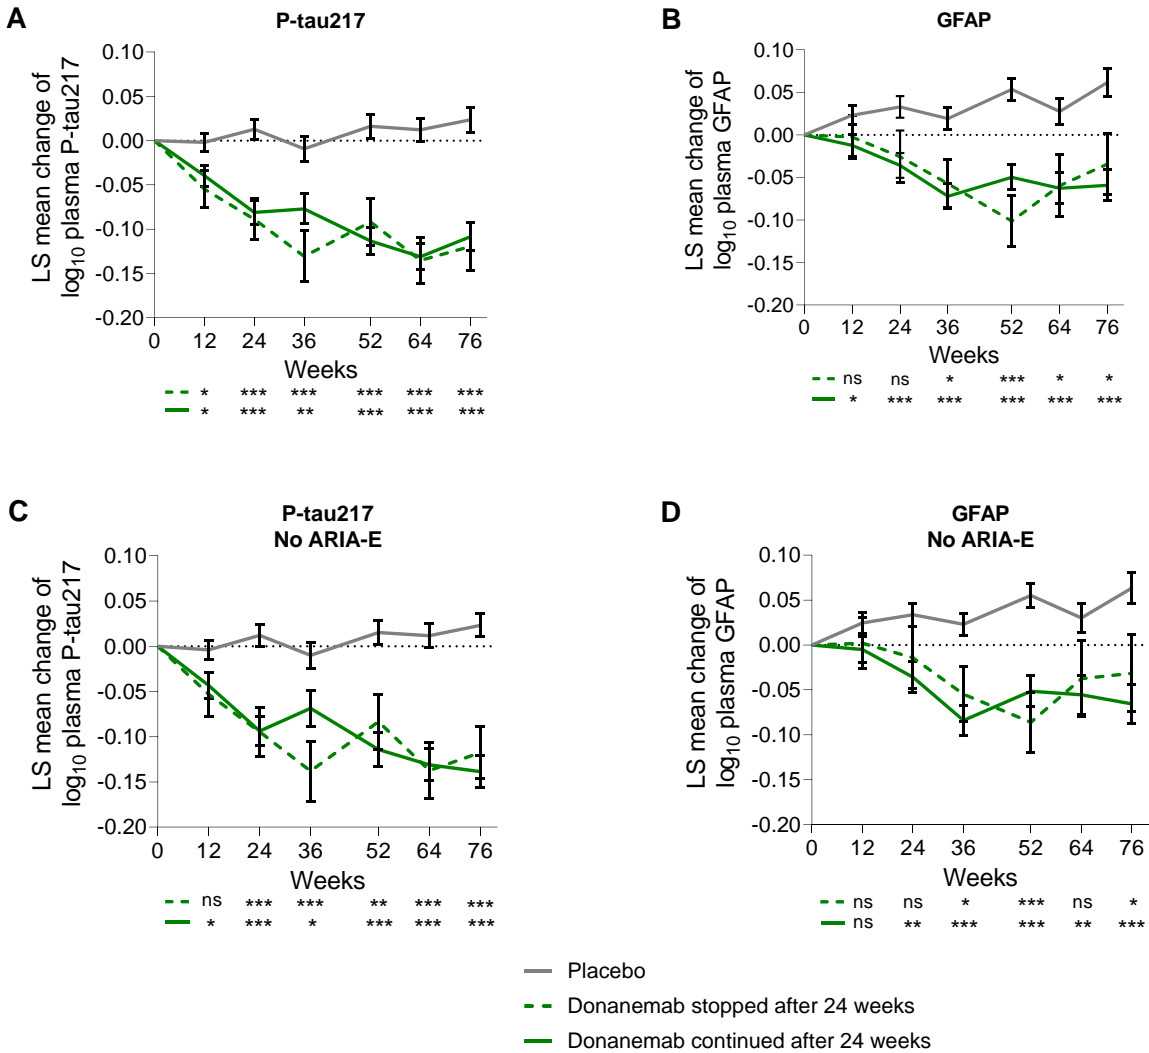 A
P-tau217
LS mean change of
log10 plasma P-tau217
0.10
0.05
0.00
-0.05
-0.10
-0.15
-0.20
0 12 24 36 52 64 76
Weeks
* *** *** *** *** ***
* *** ** *** *** ***
B
GFAP
LS mean change of
log10 plasma GFAP
0.10
0.05
0.00
-0.05
-0.10
-0.15
-0.20
0 12 24 36 52 64 76
Weeks
ns ns * *** * *
* *** *** *** *** ***
C
P-tau217
No ARIA-E
LS mean change of
log10 plasma P-tau217
0.10
0.05
0.00
-0.05
-0.10
-0.15
-0.20
0 12 24 36 52 64 76
Weeks
ns *** *** ** *** ***
* *** * *** *** ***
D
GFAP
No ARIA-E
LS mean change of
log10 plasma GFAP
0.10
0.05
0.00
-0.05
-0.10
-0.15
-0.20
0 12 24 36 52 64 76
Weeks
ns ns * *** ns *
ns ** *** *** ** ***
Placebo
Donanemab stopped after 24 weeks
Donanemab continued after 24 weeks